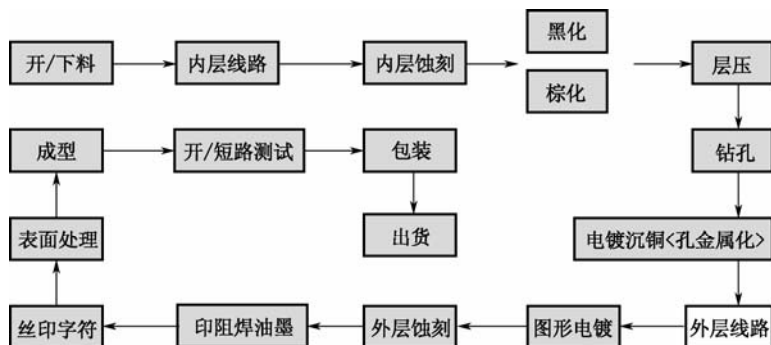 开/下料
内层线路
内层蚀刻
黑化
棕化
层压
钻孔
电镀沉铜<孔金属化>
外层线路
图形电镀
外层蚀刻
印阻焊油墨
丝印字符
表面处理
成型
开/短路测试
包装
出货